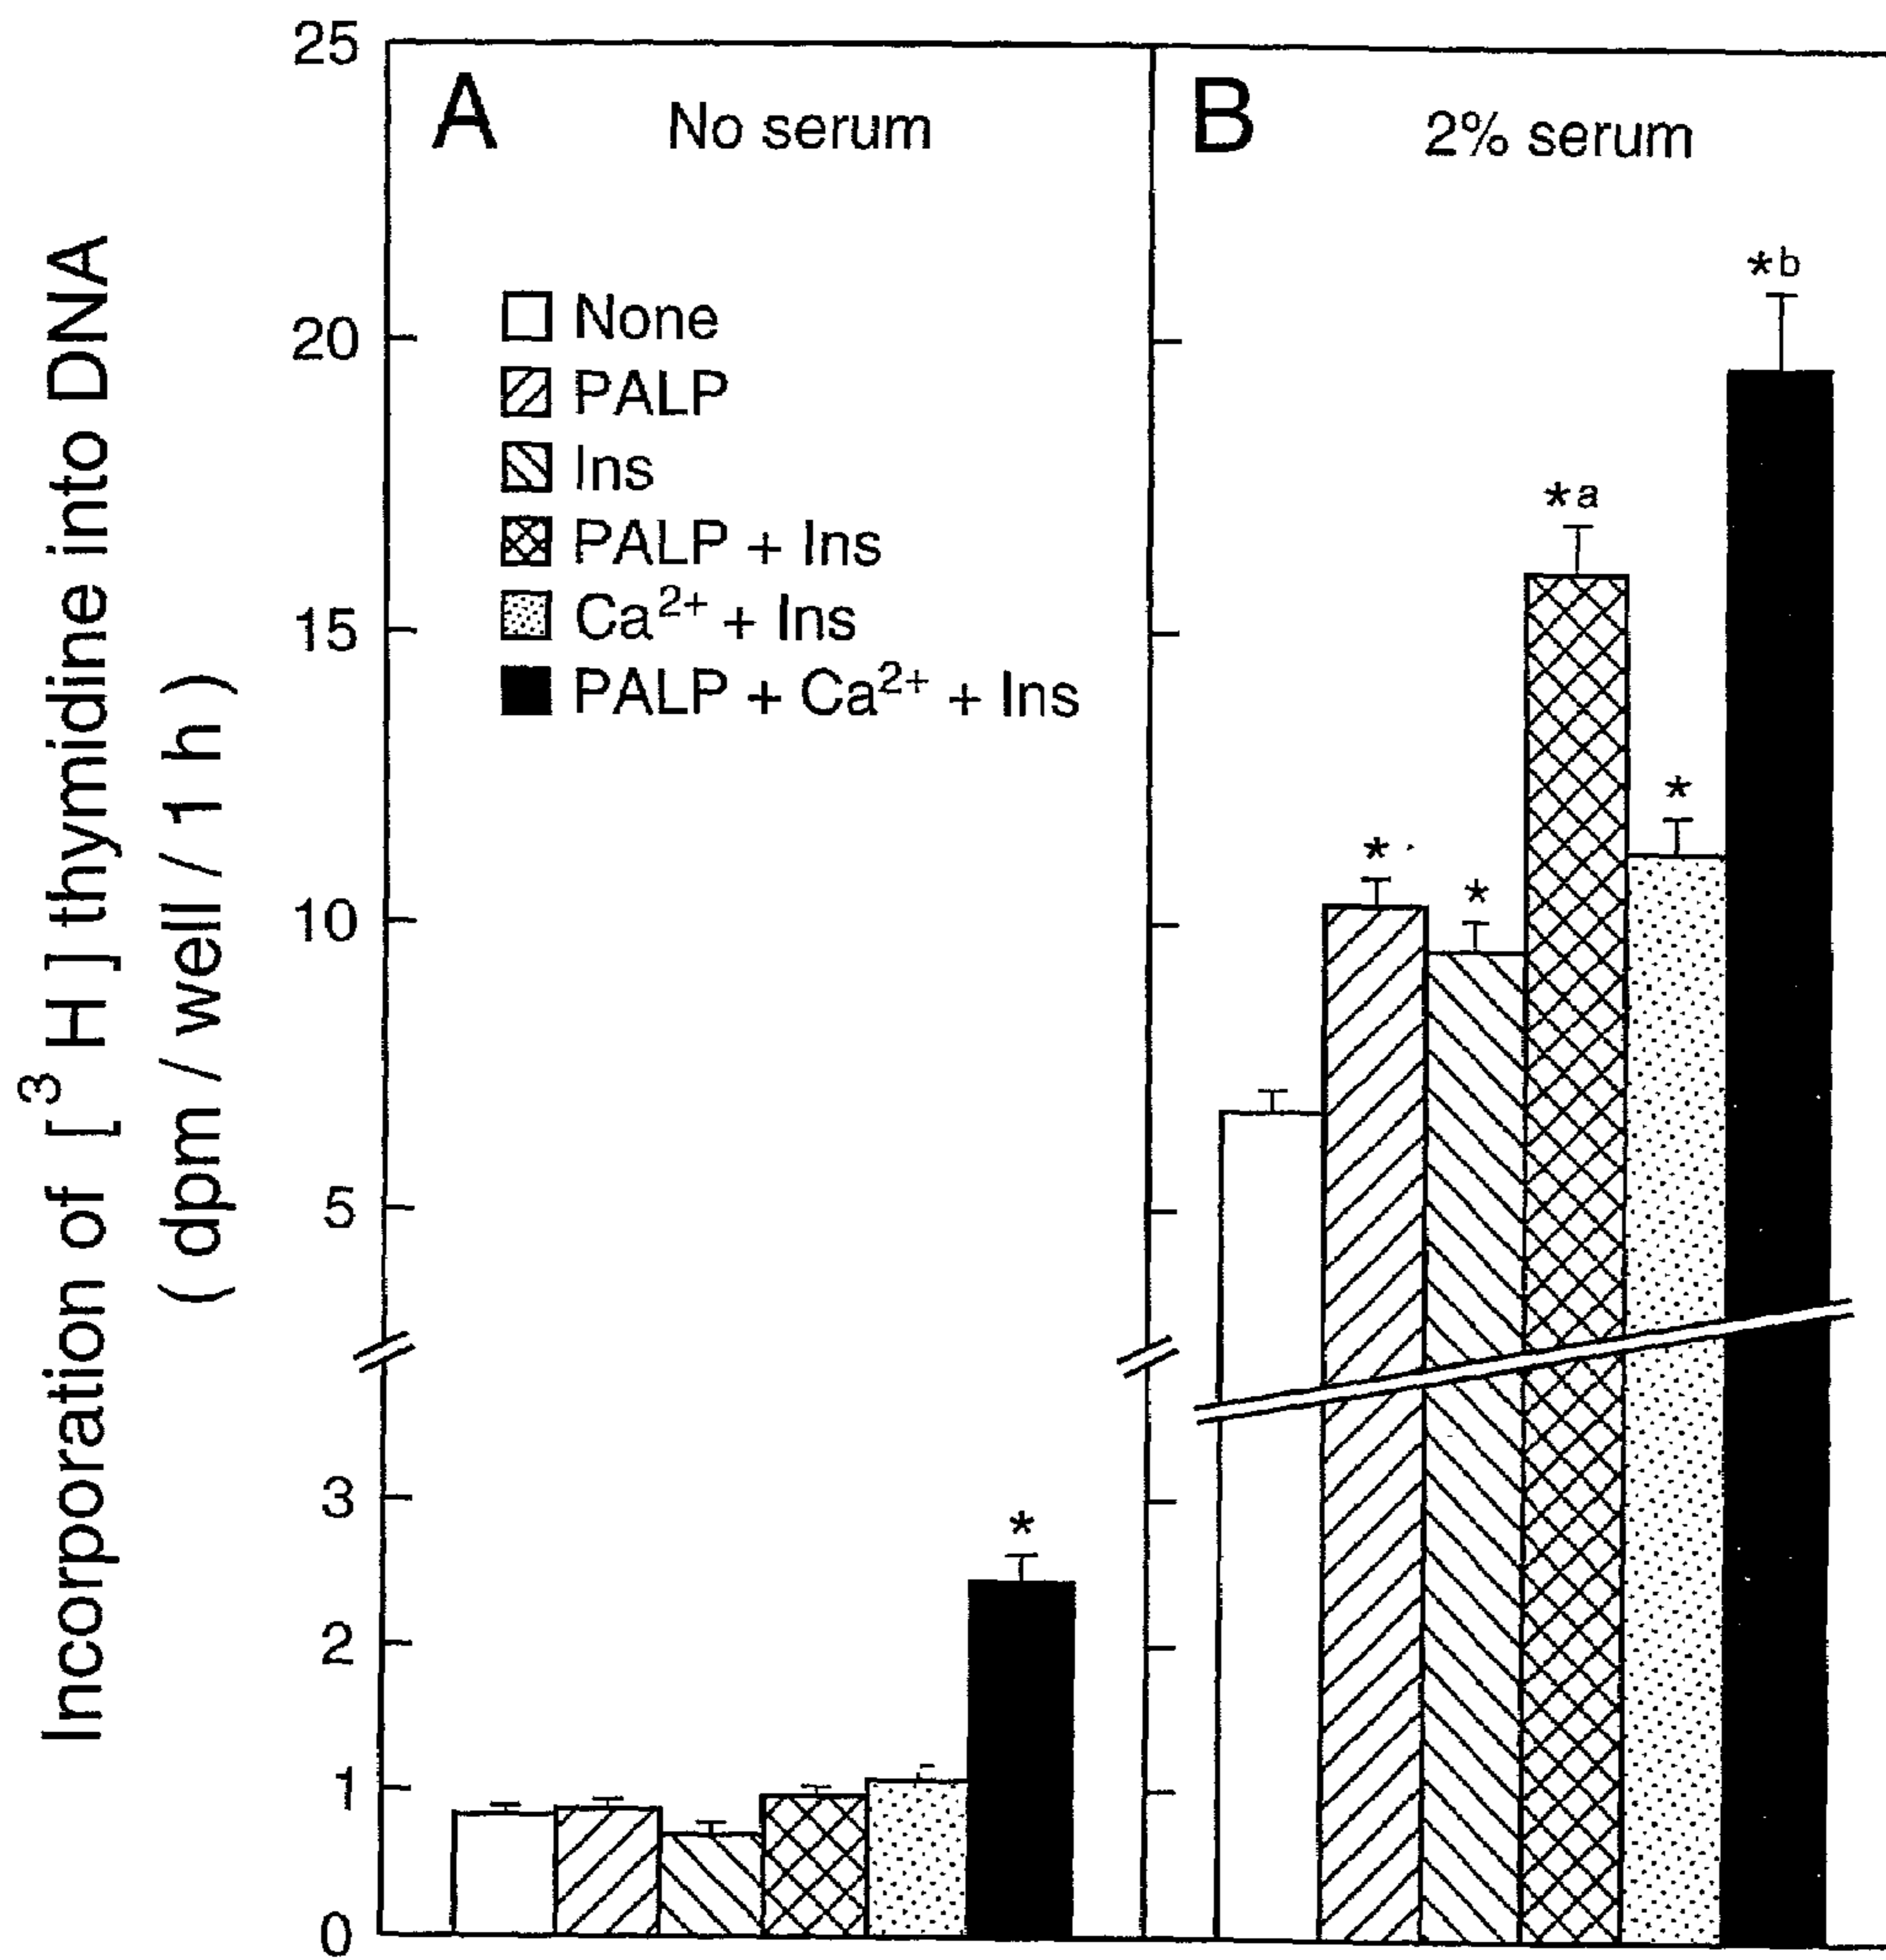 Incorporation of [³H] thymidine into DNA
(dpm / well / 1 h)
25
20
15
10
5
3
2
1
0
A
No serum
None
PALP
Ins
PALP + Ins
Ca²⁺ + Ins
PALP + Ca²⁺ + Ins
*
B
2% serum
*
*
*a
*
*b